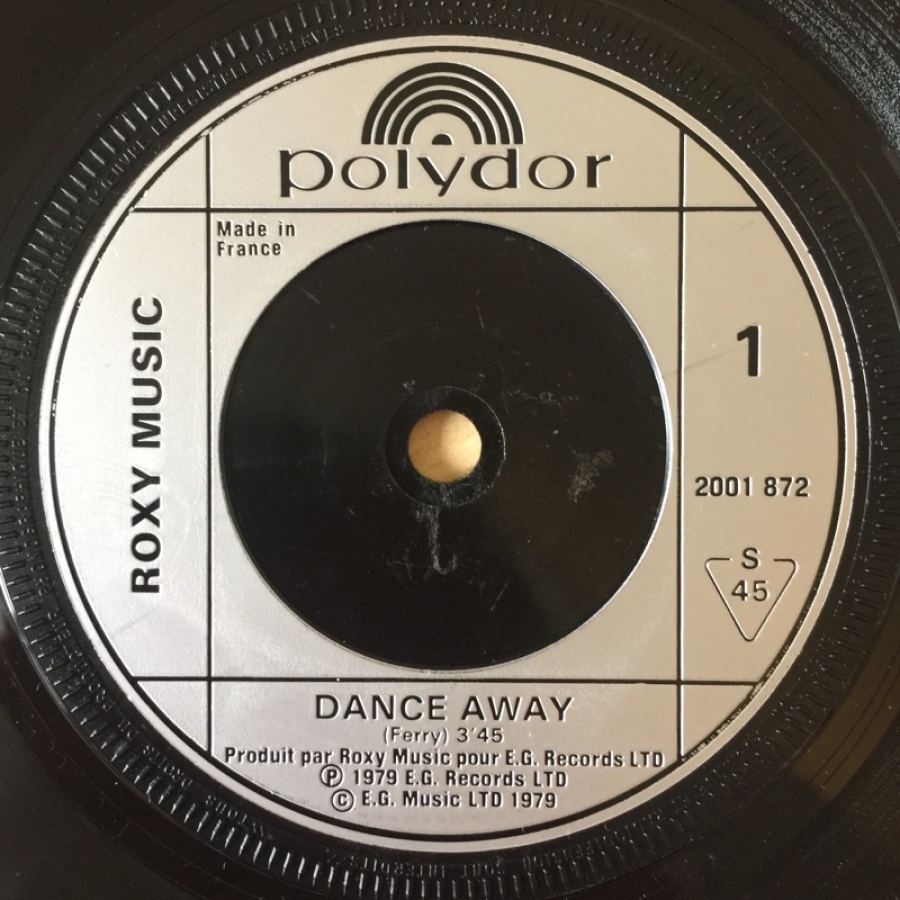 polydor
Made in
France
ROXY MUSIC
1
2001 872
S
45
DANCE AWAY
(Ferry) 3'45
Produit par Roxy Music pour E.G. Records LTD
℗ 1979 E.G. Records LTD
© E.G. Music LTD 1979